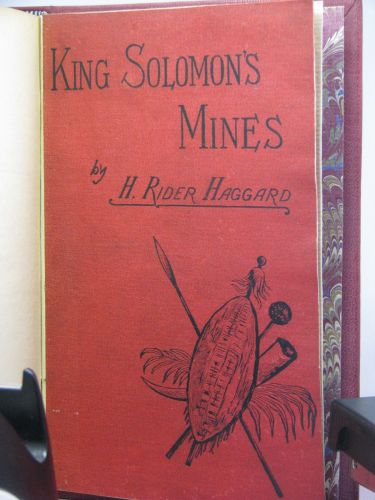 KING SOLOMON'S
MINES
by
H. RIDER HAGGARD